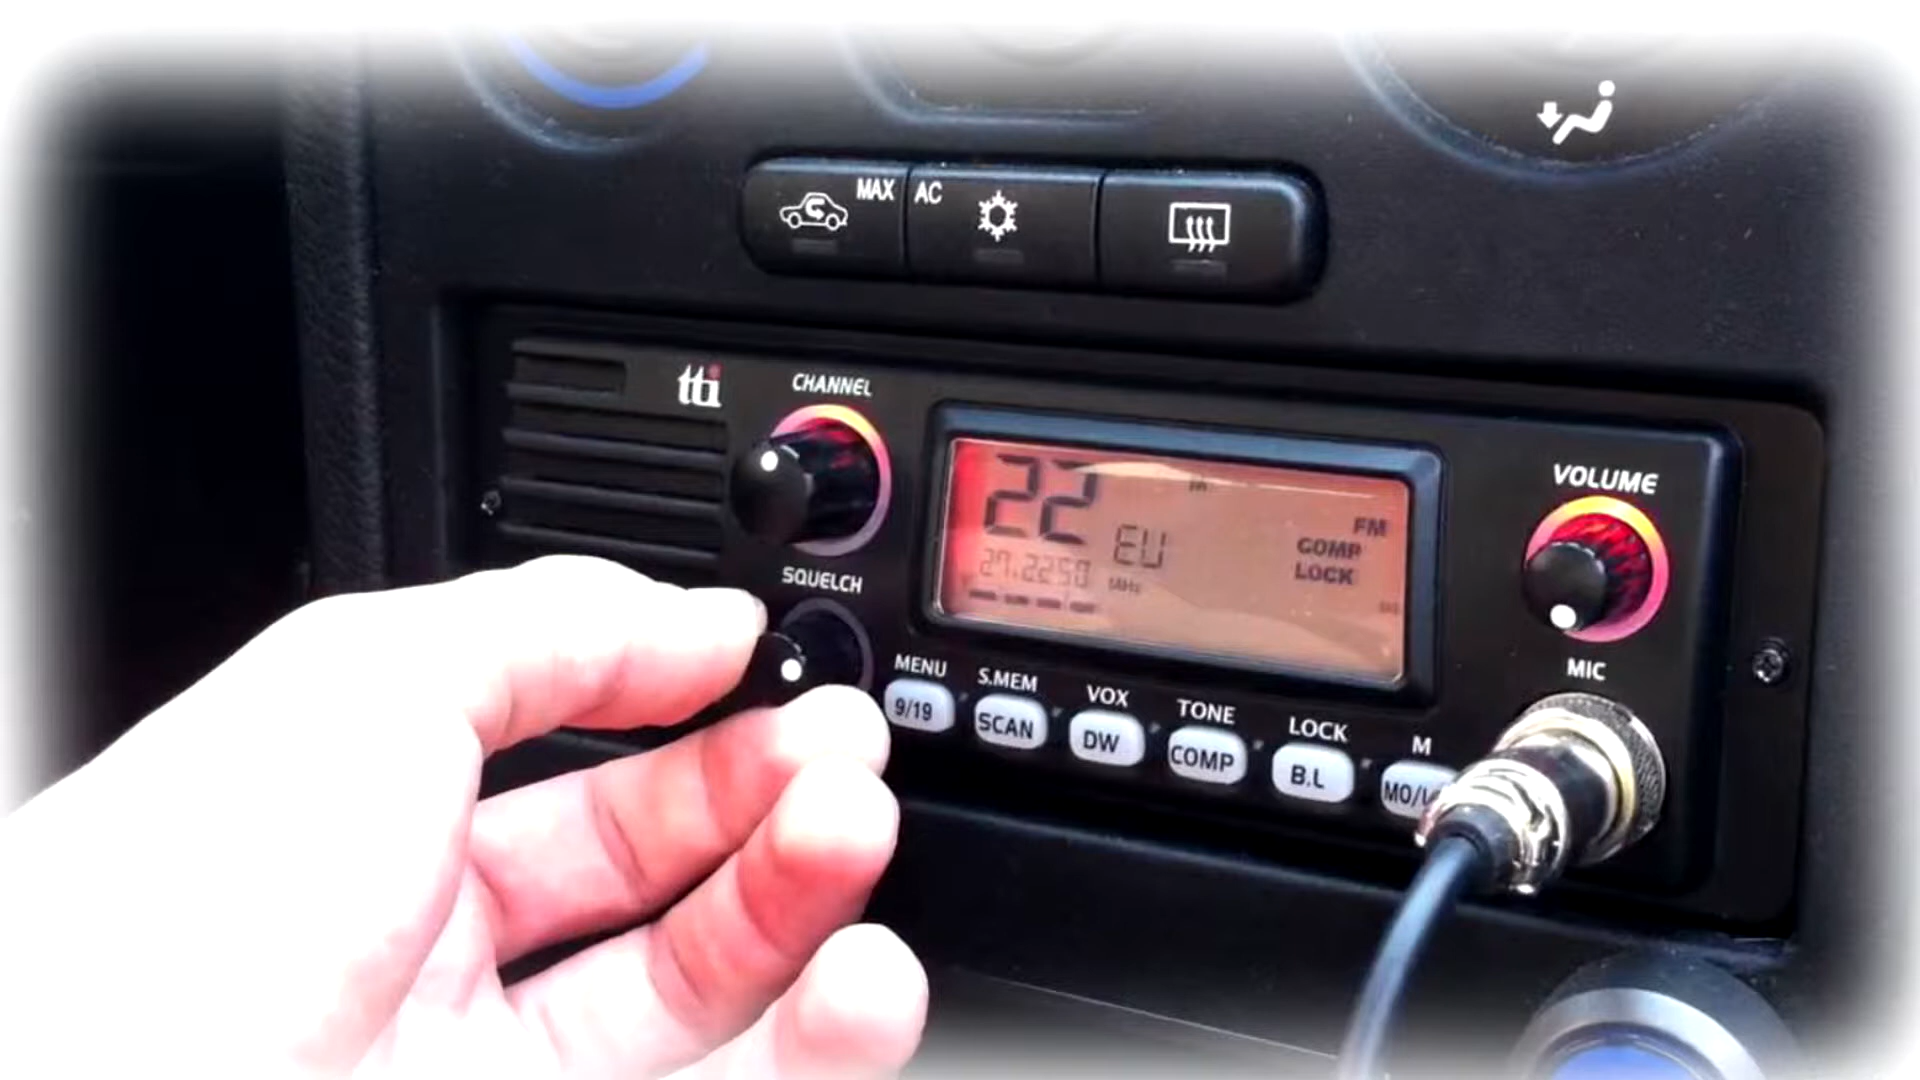 MAX
AC
tti
CHANNEL
22
EU
27.2250
MHz
FM
COMP
LOCK
VOLUME
SQUELCH
MIC
MENU
S.MEM
VOX
TONE
LOCK
M
9/19
SCAN
DW
COMP
B.L